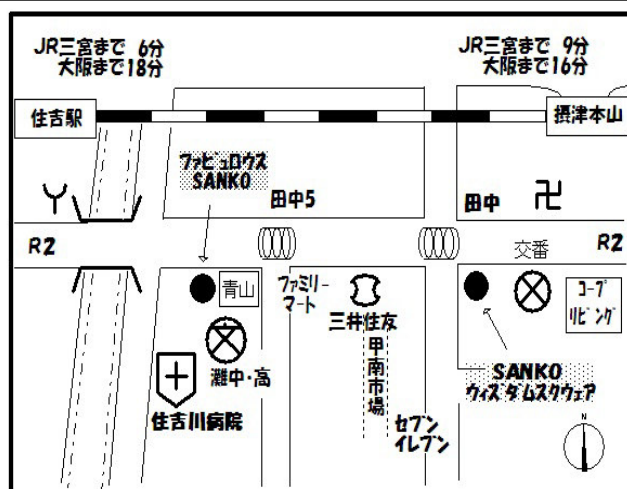 JR三宮まで 6分
大阪まで18分
JR三宮まで 9分
大阪まで16分
住吉駅
摂津本山
ファビュロウス
SANKO
田中5
田中
R2
交番
R2
青山
ファミリー
マート
三井住友
コープ
リビング
灘中・高
甲南市場
SANKO
ウィズダムスクウェア
住吉川病院
セブン
イレブン
N